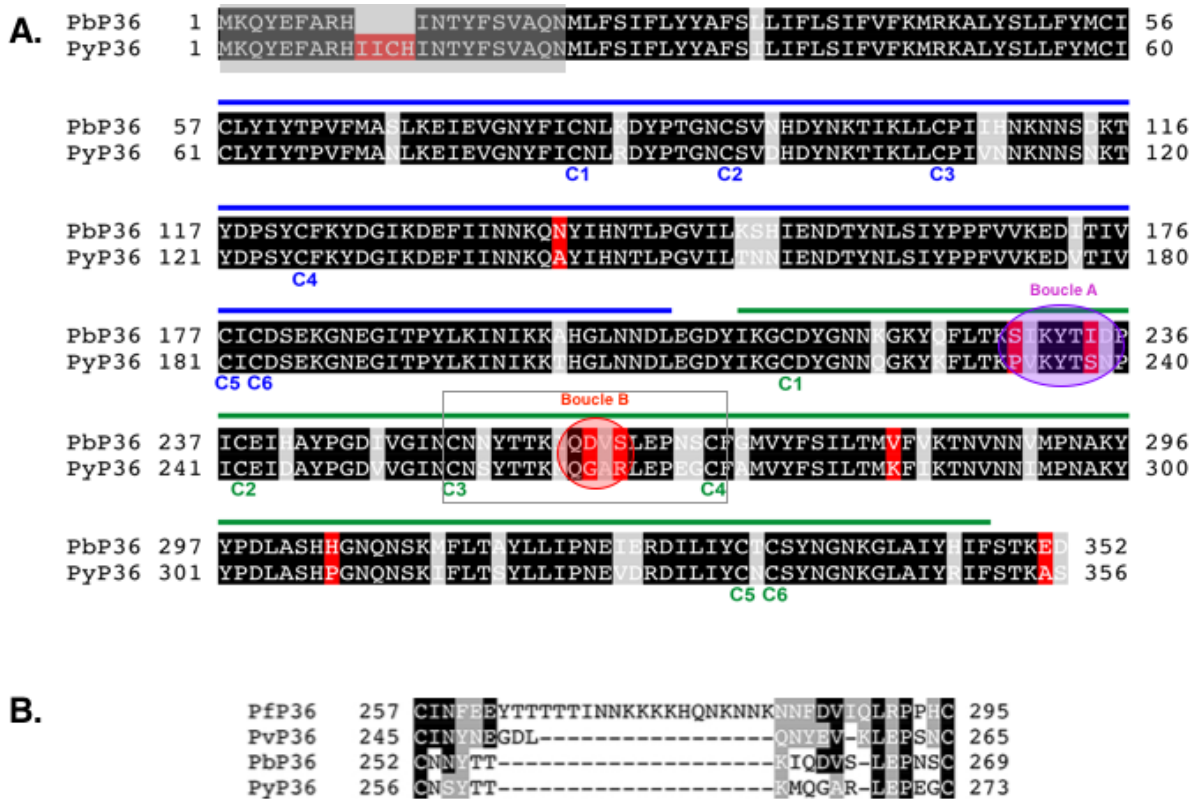 A.
PbP36 1 MKQYEFARH    INTYFSVAQNMLFSIFLYYAFSLLIFLSIFVFKMRKALYSLLFYMCI 56
PyP36 1 MKQYEFARHIICHINTYFSVAQNMLFSIFLYYAFSILIFLSIFVFKMRKALYSLLFYMCI 60
PbP36 57 CLYIYTPVFMASLKEIEVGNYFICNLKDYPTGNCSVNHDYNKTIKLLCPIIHNKNNSDKT 116
PyP36 61 CLYIYTPVFMANLKEIEVGNYFICNLRDYPTGNCSVDHDYNKTIKLLCPIVNNKNNSNKT 120
C1 C2 C3
PbP36 117 YDPSYCFKYDGIKDEFIINNKQNYIHNTLPGVILKSHIENDTYNLSIYPPFVVKEDITIV 176
PyP36 121 YDPSYCFKYDGIKDEFIINNKQAYIHNTLPGVILTNNIENDTYNLSIYPPFVVKEDVTIV 180
C4
Boucle A
PbP36 177 CICDSEKGNEGITPYLKINIKKAHGLNNDLEGDYIKGCDYGNNKGKYQFLTKSIKYTIDP 236
PyP36 181 CICDSEKGNEGITPYLKINIKKTHGLNNDLEGDYIKGCDYGNNQGKYKFLTKPVKYTSNP 240
C5 C6 C1
Boucle B
PbP36 237 ICEIHAYPGDIVGINCNNYTTKIQDVSLEPNSCFGMVYFSILTMVFVKTNVNNVMPNAKY 296
PyP36 241 ICEIDAYPGDVVGINCNSYTTKMQGARLEPEGCFAMVYFSILTMKFIKTNVNNIMPNAKY 300
C2 C3 C4
PbP36 297 YPDLASHHGNQNSKMFLTAYLLIPNEIERDILIYCTCSYNGNKGLAIYHIFSTKED 352
PyP36 301 YPDLASHPGNQNSKIFLTSYLLIPNEVDRDILIYCNCSYNGNKGLAIYRIFSTKAS 356
C5 C6
B.
PfP36 257 CINFEEYTTTTTINNKKKKHQNKNNKNNFDVIQLRPPHC 295
PvP36 245 CINYNEGDL-----------------QNYEV-KLEPSNC 265
PbP36 252 CNNYTT--------------------KIQDVS-LEPNSC 269
PyP36 256 CNSYTT--------------------KMQGAR-LEPEGC 273